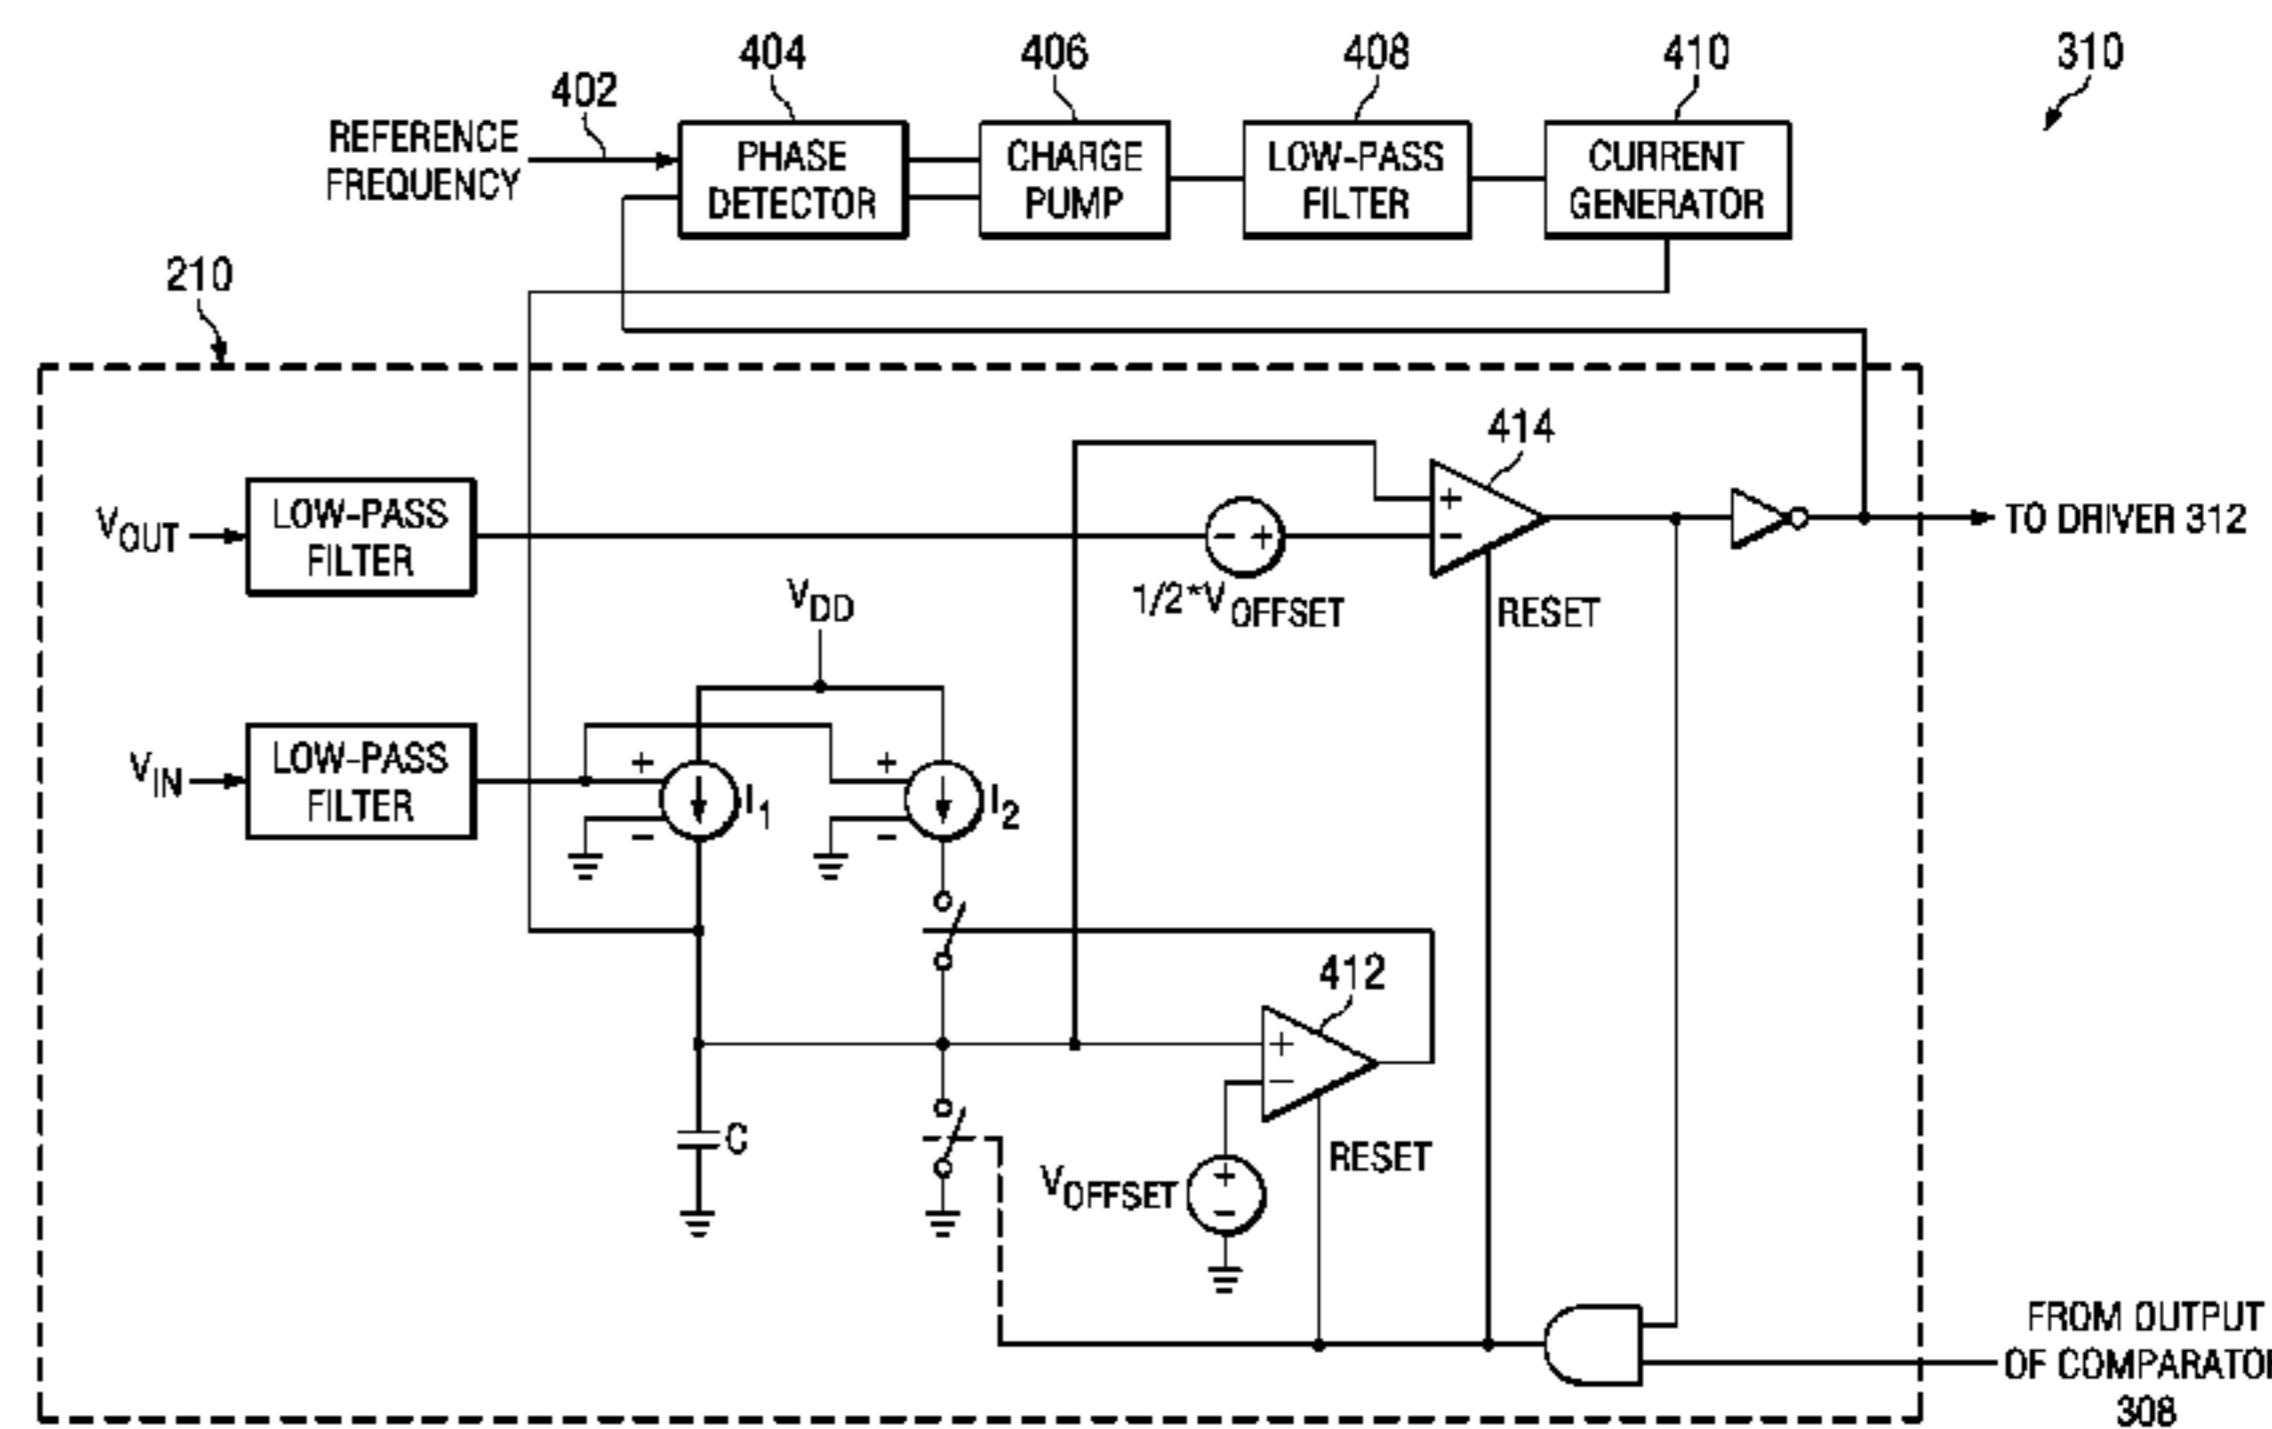 404
406
408
410
310
402
REFERENCE
FREQUENCY
PHASE
DETECTOR
CHARGE
PUMP
LOW-PASS
FILTER
CURRENT
GENERATOR
210
414
VOUT
LOW-PASS
FILTER
- +
+
-
TO DRIVER 312
1/2*VOFFSET
RESET
VDD
VIN
LOW-PASS
FILTER
+
-
I1
+
-
I2
412
+
-
C
RESET
VOFFSET
+
-
FROM OUTPUT
OF COMPARATOR
308